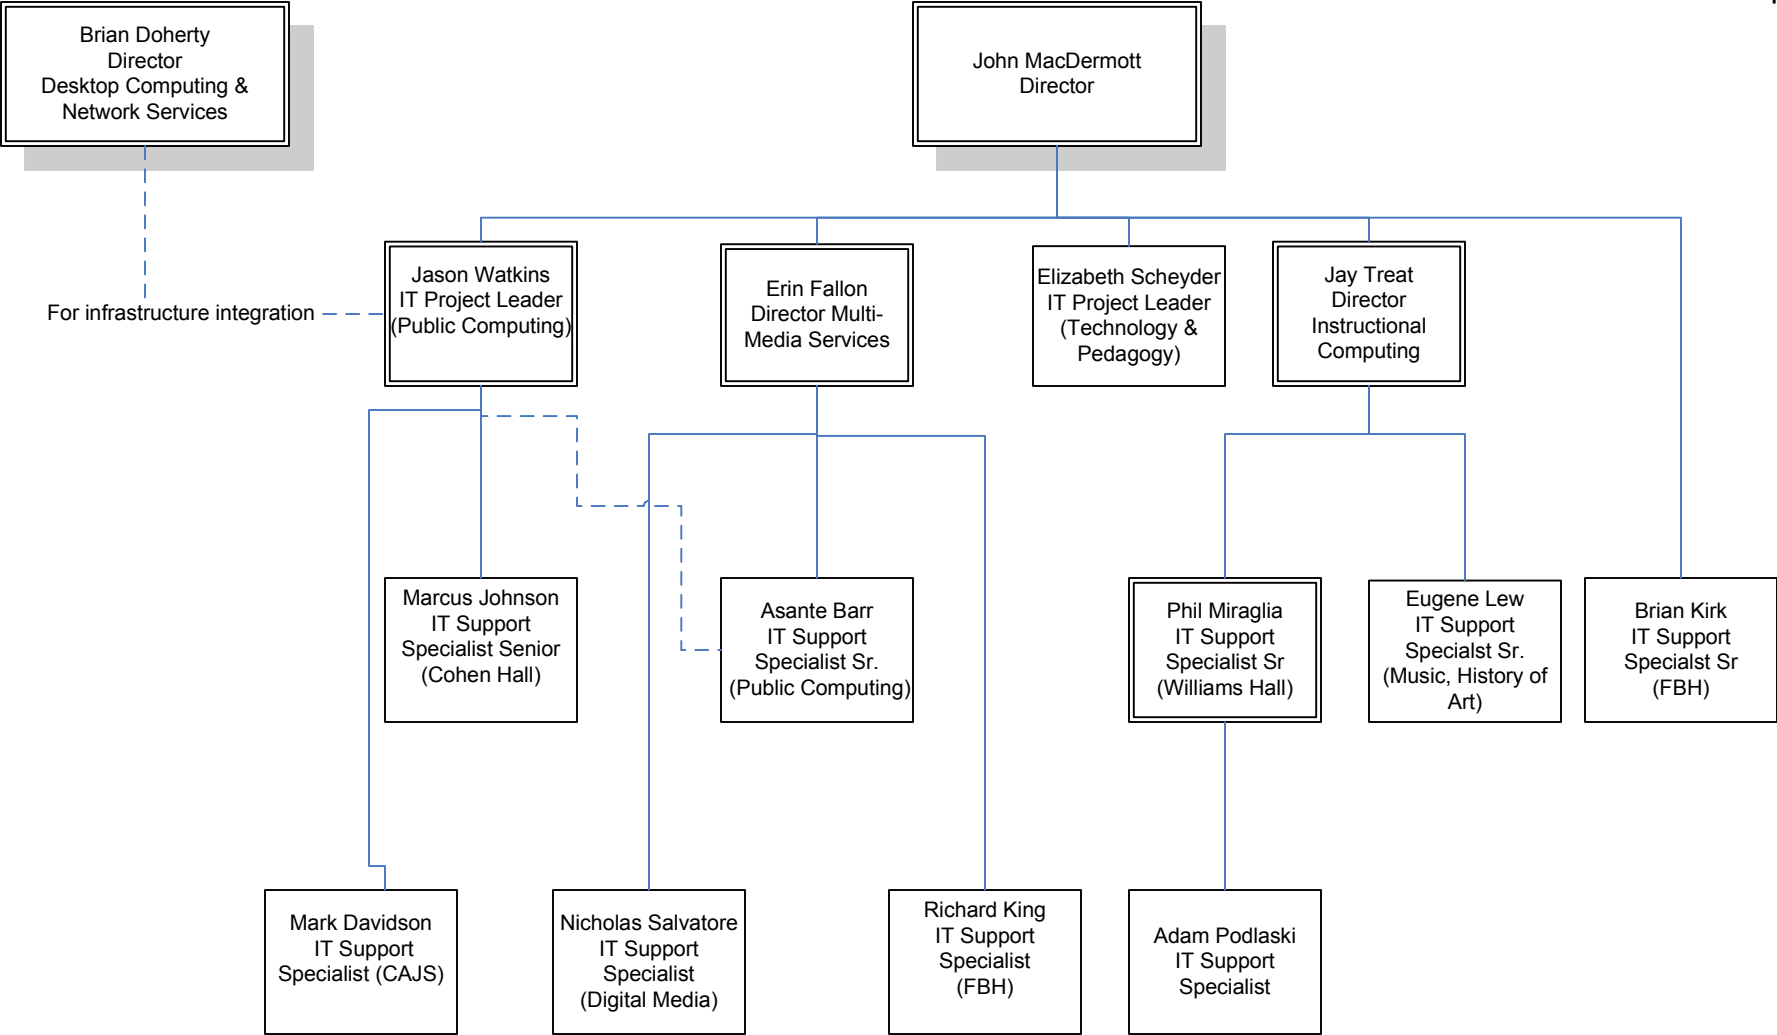 Brian Doherty
Director
Desktop Computing &
Network Services
John MacDermott
Director
For infrastructure integration
Jason Watkins
IT Project Leader
(Public Computing)
Erin Fallon
Director Multi-
Media Services
Elizabeth Scheyder
IT Project Leader
(Technology &
Pedagogy)
Jay Treat
Director
Instructional
Computing
Marcus Johnson
IT Support
Specialist Senior
(Cohen Hall)
Asante Barr
IT Support
Specialist Sr.
(Public Computing)
Phil Miraglia
IT Support
Specialist Sr
(Williams Hall)
Eugene Lew
IT Support
Specialst Sr.
(Music, History of
Art)
Brian Kirk
IT Support
Specialst Sr
(FBH)
Mark Davidson
IT Support
Specialist (CAJS)
Nicholas Salvatore
IT Support
Specialist
(Digital Media)
Richard King
IT Support
Specialist
(FBH)
Adam Podlaski
IT Support
Specialist